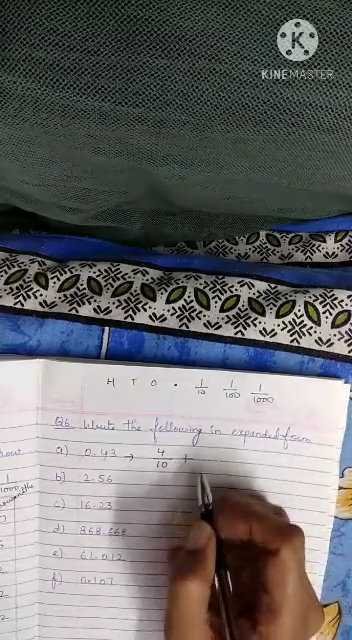 K
KINEMASTER
H T O . 1/10 1/100 1/1000
Q6 Write the following in expanded form
a) 0.43 → 4/10 +
b) 2.56
c) 16.23
d) 868.668
e) 61.012
f) 0.107